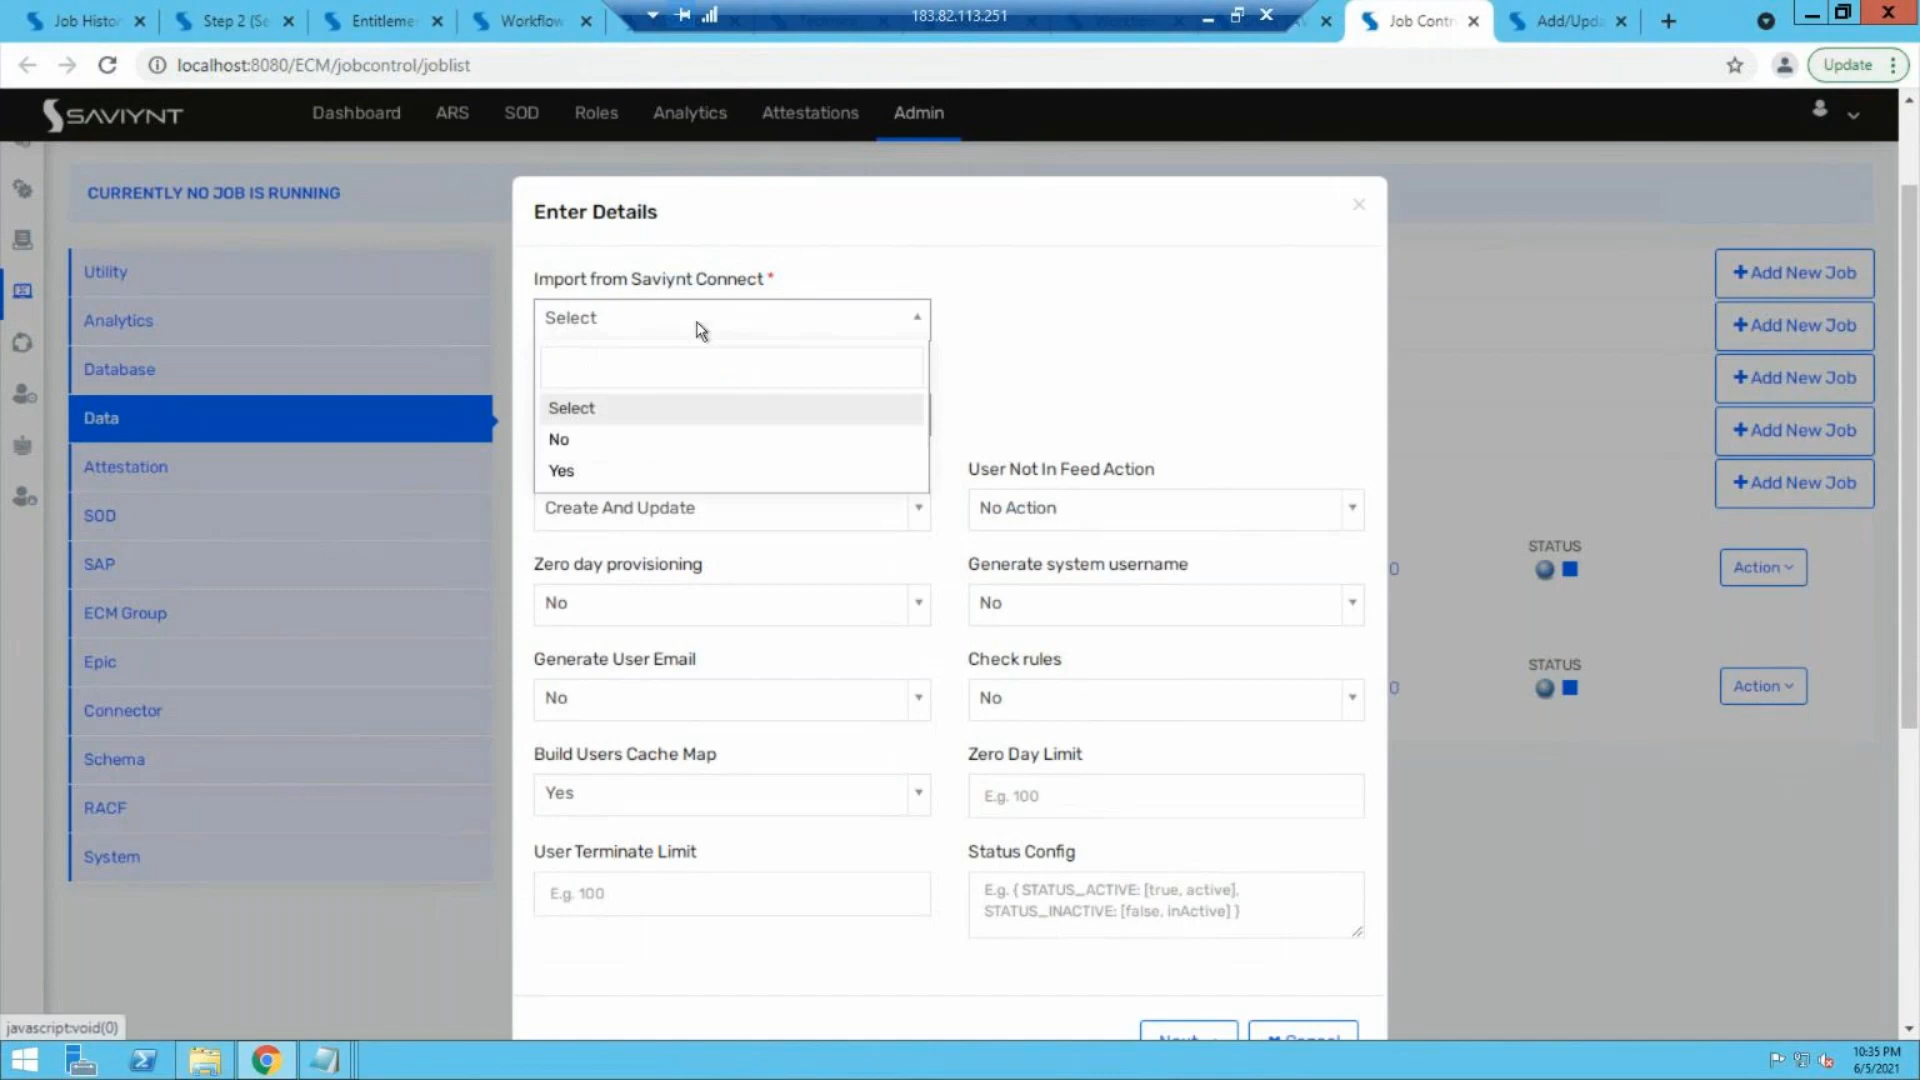 Job Histo
Step 2 (Se
Entitleme
Workflow
183.82.113.251
Job Contr
Add/Upda
localhost:8080/ECM/jobcontrol/joblist
Update
SAVIYNT
Dashboard
ARS
SOD
Roles
Analytics
Attestations
Admin
CURRENTLY NO JOB IS RUNNING
Utility
Analytics
Database
Data
Attestation
SOD
SAP
ECM Group
Epic
Connector
Schema
RACF
System
Enter Details
Import from Saviynt Connect *
Select
Select
No
Yes
Create And Update
User Not In Feed Action
No Action
Zero day provisioning
No
Generate system username
No
Generate User Email
No
Check rules
No
Build Users Cache Map
Yes
Zero Day Limit
E.g. 100
User Terminate Limit
E.g. 100
Status Config
E.g. { STATUS_ACTIVE: [true, active],
STATUS_INACTIVE: [false, inActive] }
Next
Cancel
+Add New Job
+Add New Job
+Add New Job
+Add New Job
+Add New Job
0
STATUS
Action
0
STATUS
Action
javascript:void(0)
10:35 PM
6/5/2021